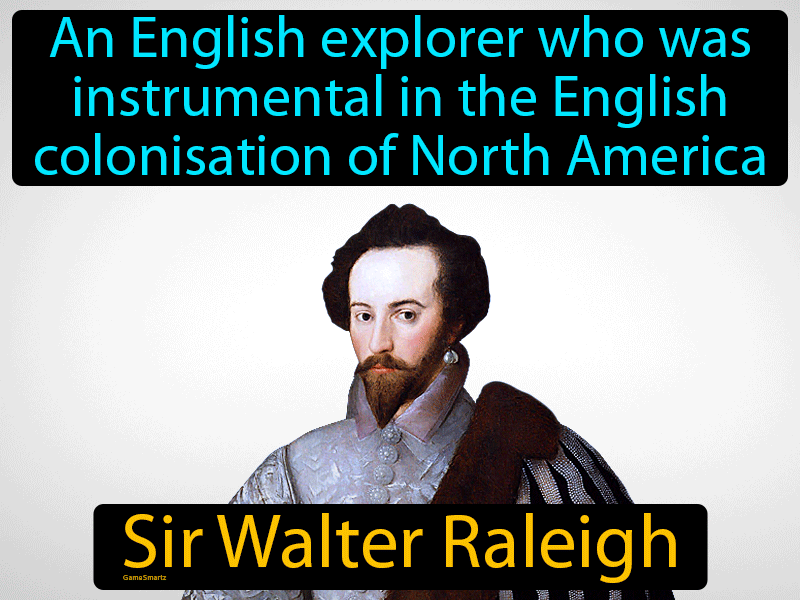 An English explorer who was
instrumental in the English
colonisation of North America
Sir Walter Raleigh
GameSmartz